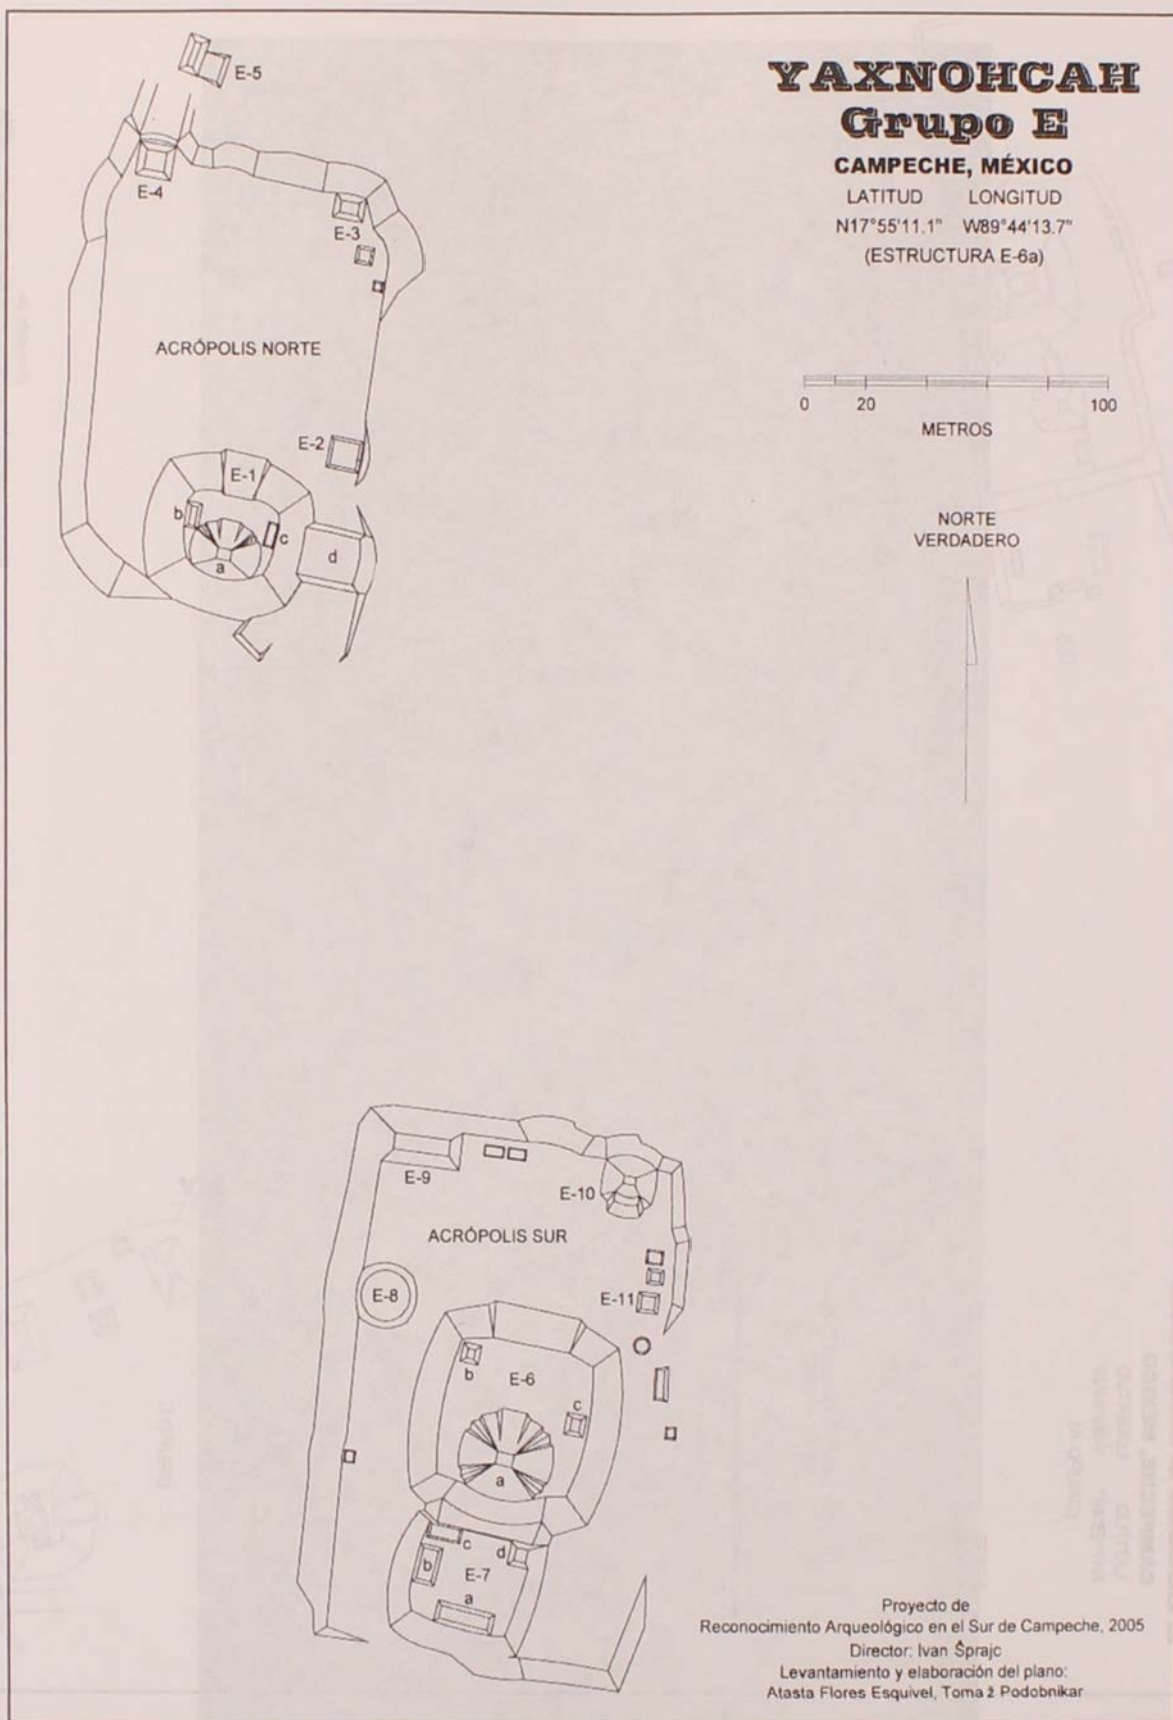 YAXNOHCAH
Grupo E
CAMPECHE, MÉXICO
LATITUD LONGITUD
N17°55'11.1" W89°44'13.7"
(ESTRUCTURA E-6a)
0 20 100
METROS
NORTE
VERDADERO
E-5
E-4
E-3
ACRÓPOLIS NORTE
E-2
E-1
b
c
d
a
E-9
E-10
ACRÓPOLIS SUR
E-8
E-11
b
E-6
c
a
c
d
b
E-7
a
Proyecto de
Reconocimiento Arqueológico en el Sur de Campeche, 2005
Director: Ivan Šprajc
Levantamiento y elaboración del plano:
Atasta Flores Esquivel, Toma ž Podobnikar